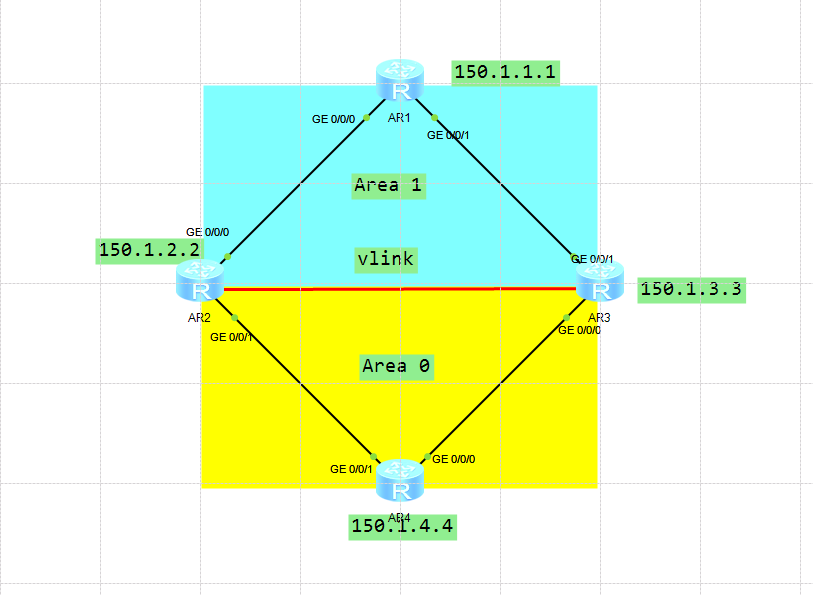 150.1.1.1
R
AR1
GE 0/0/0
GE 0/0/1
Area 1
GE 0/0/0
150.1.2.2
vlink
GE 0/0/1
R
R
150.1.3.3
AR2
AR3
GE 0/0/1
GE 0/0/0
Area 0
GE 0/0/1
GE 0/0/0
R
AR4
150.1.4.4